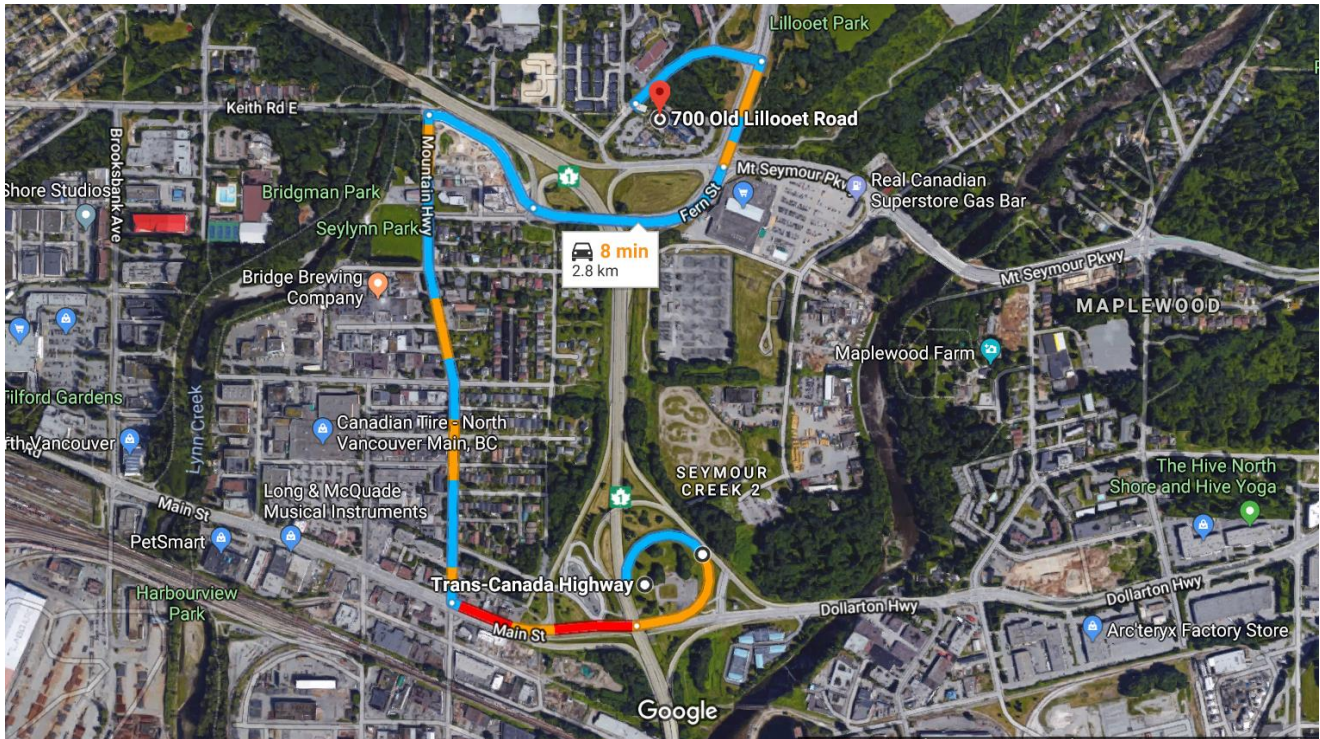 Lillooet Park
Keith Rd E
700 Old Lillooet Road
Brooksbank Ave
Mountain Hwy
Shore Studios
Bridgman Park
1
Mt Seymour Pkwy
Real Canadian
Superstore Gas Bar
Fern St
Seylynn Park
8 min
2.8 km
Mt Seymour Pkwy
Bridge Brewing
Company
MAPLEWOOD
Maplewood Farm
Lynn Creek
Filford Gardens
Canadian Tire - North
Vancouver Main, BC
rth Vancouver
Rd
SEYMOUR
CREEK 2
The Hive North
Shore and Hive Yoga
Long & McQuade
Musical Instruments
1
Main St
PetSmart
Trans-Canada Highway
Harbourview
Park
Dollarton Hwy
Dollarton Hwy
Main St
Arc'teryx Factory Store
Google